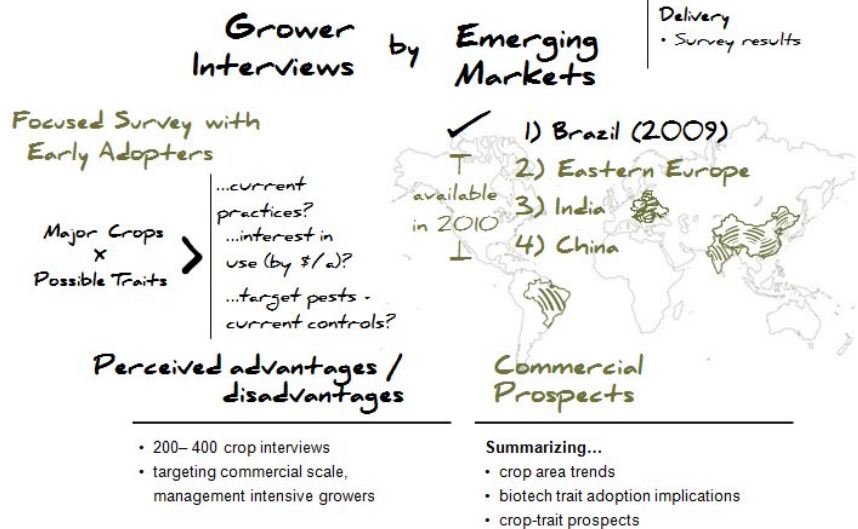 Grower
Interviews
by
Emerging
Markets
Delivery
• Survey results
Focused Survey with
Early Adopters
Major Crops
x
Possible Traits
>
...current
practices?
...interest in
use (by $/a)?
...target pests -
current controls?
✓
available
in 2010
1) Brazil (2009)
2) Eastern Europe
3) India
4) China
Perceived advantages /
disadvantages
• 200– 400 crop interviews
• targeting commercial scale,
management intensive growers
Commercial
Prospects
Summarizing...
• crop area trends
• biotech trait adoption implications
• crop-trait prospects